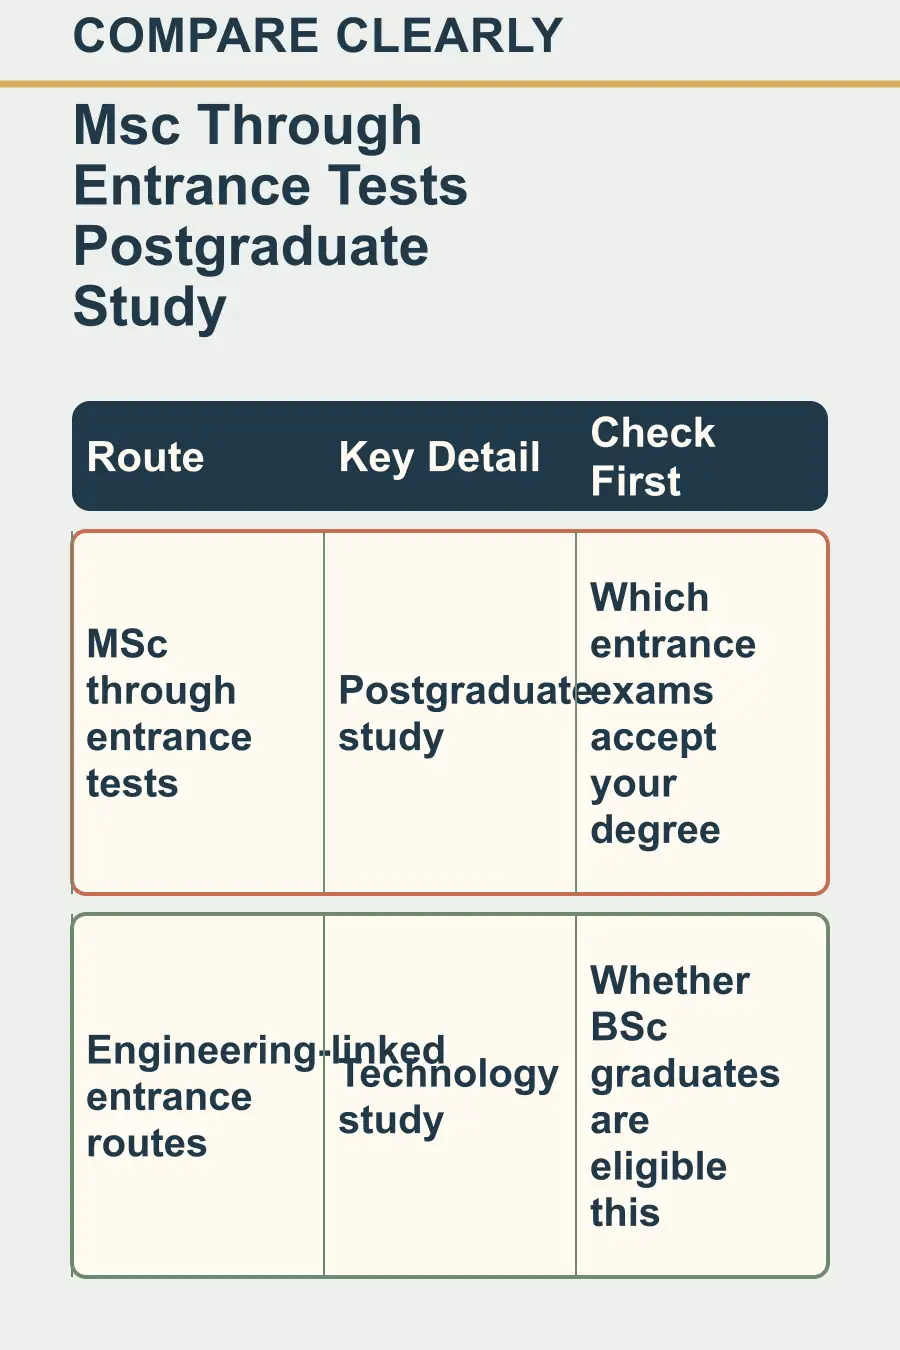 COMPARE CLEARLY
Msc Through
Entrance Tests
Postgraduate
Study
Route
Key Detail
Check
First
MSc
through
entrance
tests
Postgraduate
study
Which
entrance
exams
accept
your
degree
Engineering-linked
entrance
routes
Technology
study
Whether
BSc
graduates
are
eligible
this